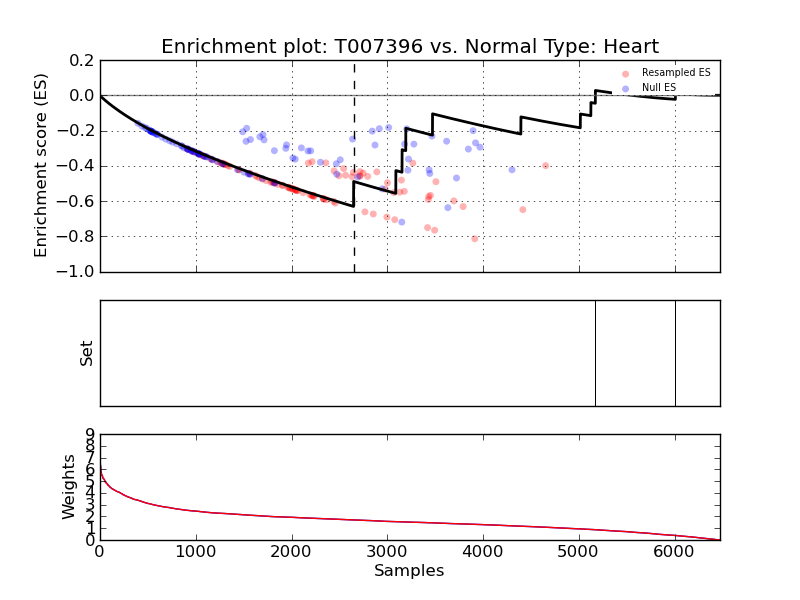 Enrichment plot: T007396 vs. Normal Type: Heart
Enrichment score (ES)
0.2
0.0
−0.2
−0.4
−0.6
−0.8
−1.0
Resampled ES
Null ES
Set
Weights
9
8
7
6
5
4
3
2
1
0
0 1000 2000 3000 4000 5000 6000
Samples